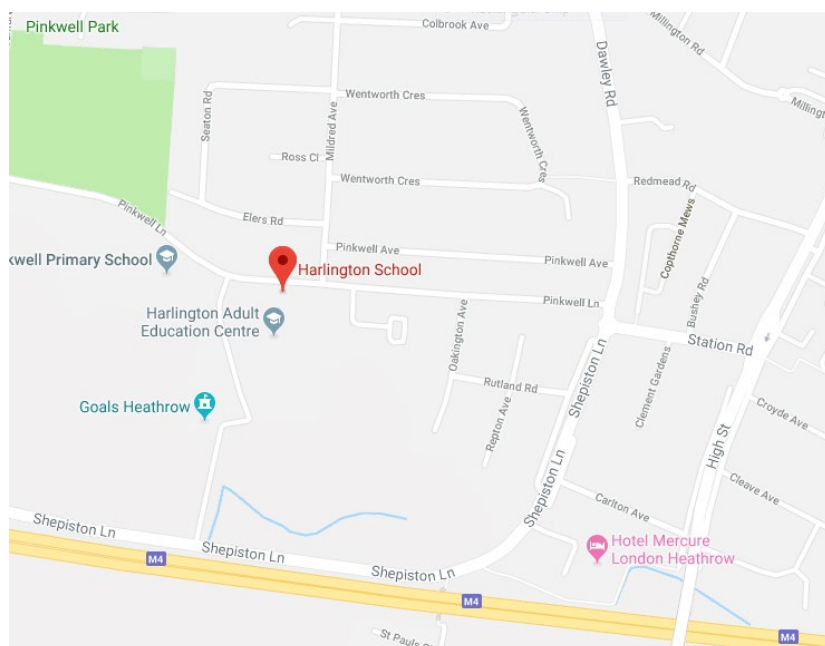 Pinkwell Park
Colbrook Ave
Millington Rd
Dawley Rd
Wentworth Cres
Seaton Rd
Mildred Ave
Millingt
Wentworth Cres
Ross Cl
Wentworth Cres
Redmead Rd
Pinkwell Ln
Elers Rd
Copthorne Mews
kwell Primary School
Pinkwell Ave
Pinkwell Ave
Harlington School
Bushey Rd
Pinkwell Ln
Harlington Adult
Education Centre
Oakington Ave
Station Rd
Shepiston Ln
Clement Gardens
Rutland Rd
Goals Heathrow
Repton Ave
Croyde Ave
High St
Shepiston Ln
Cleave Ave
Carlton Ave
Shepiston Ln
Shepiston Ln
Hotel Mercure
London Heathrow
M4
Shepiston Ln
M4
St Pauls
M4